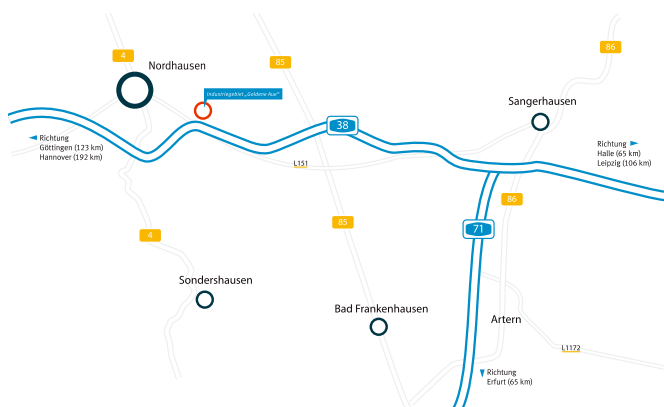 86
4
85
Nordhausen
Industriegebiet „Goldene Aue“
Sangerhausen
38
Richtung
Göttingen (123 km)
Hannover (192 km)
Richtung
Halle (65 km)
Leipzig (106 km)
L151
86
85
71
4
Sondershausen
Bad Frankenhausen
Artern
L1172
Richtung
Erfurt (65 km)